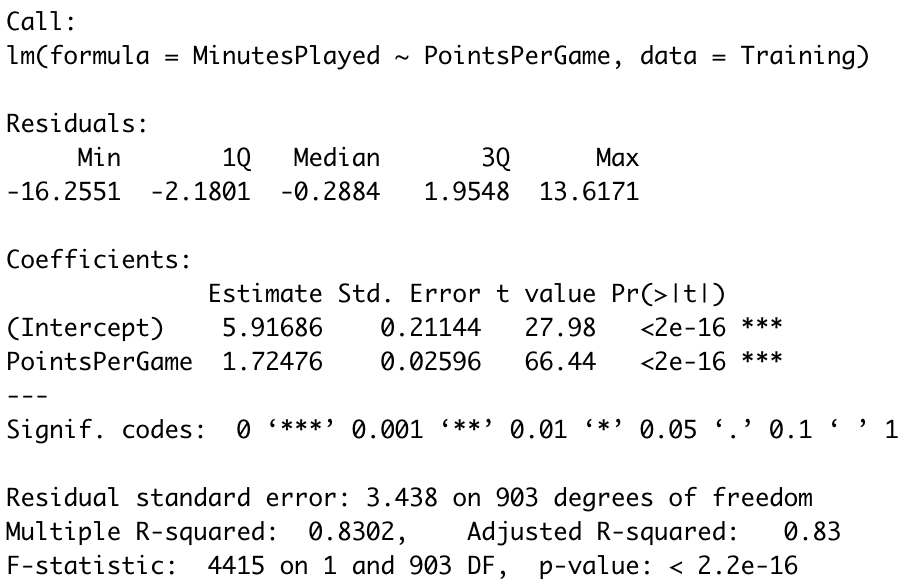 Call:
lm(formula = MinutesPlayed ~ PointsPerGame, data = Training)
Residuals:
Min 1Q Median 3Q Max
-16.2551 -2.1801 -0.2884 1.9548 13.6171
Coefficients:
Estimate Std. Error t value Pr(>|t|)
(Intercept) 5.91686 0.21144 27.98 <2e-16 ***
PointsPerGame 1.72476 0.02596 66.44 <2e-16 ***
---
Signif. codes: 0 ‘***’ 0.001 ‘**’ 0.01 ‘*’ 0.05 ‘.’ 0.1 ‘ ’ 1
Residual standard error: 3.438 on 903 degrees of freedom
Multiple R-squared: 0.8302, Adjusted R-squared: 0.83
F-statistic: 4415 on 1 and 903 DF, p-value: < 2.2e-16